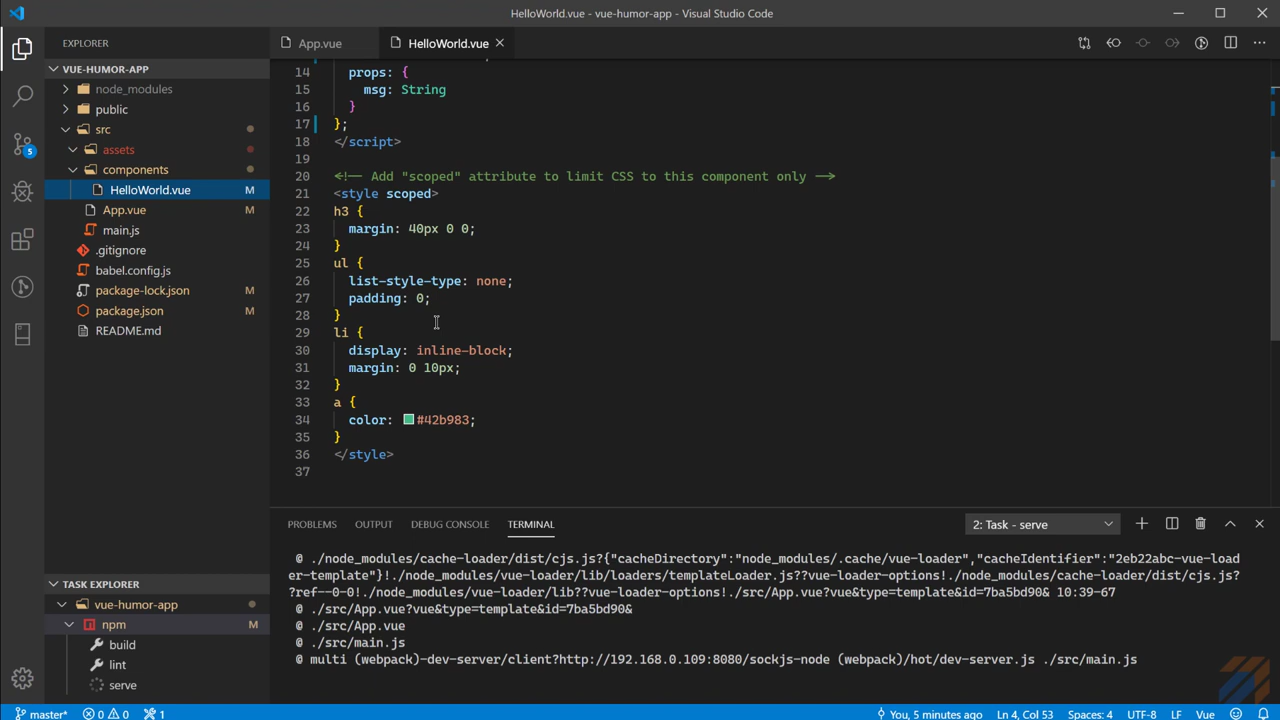 HelloWorld.vue - vue-humor-app - Visual Studio Code
EXPLORER
App.vue
HelloWorld.vue
VUE-HUMOR-APP
node_modules
public
src
assets
components
HelloWorld.vue M
App.vue M
main.js
.gitignore
babel.config.js
package-lock.json M
package.json M
README.md
5
14 props: {
15 msg: String
16 }
17 };
18 </script>
19
20 <!-- Add "scoped" attribute to limit CSS to this component only -->
21 <style scoped>
22 h3 {
23 margin: 40px 0 0;
24 }
25 ul {
26 list-style-type: none;
27 padding: 0;
28 }
29 li {
30 display: inline-block;
31 margin: 0 10px;
32 }
33 a {
34 color: #42b983;
35 }
36 </style>
37
PROBLEMS OUTPUT DEBUG CONSOLE TERMINAL 2: Task - serve
@ ./node_modules/cache-loader/dist/cjs.js?{"cacheDirectory":"node_modules/.cache/vue-loader","cacheIdentifier":"2eb22abc-vue-load
er-template"}!./node_modules/vue-loader/lib/loaders/templateLoader.js??vue-loader-options!./node_modules/cache-loader/dist/cjs.js?
?ref--0-0!./node_modules/vue-loader/lib??vue-loader-options!./src/App.vue?vue&type=template&id=7ba5bd90& 10:39-67
@ ./src/App.vue?vue&type=template&id=7ba5bd90&
@ ./src/App.vue
@ ./src/main.js
@ multi (webpack)-dev-server/client?http://192.168.0.109:8080/sockjs-node (webpack)/hot/dev-server.js ./src/main.js
TASK EXPLORER
vue-humor-app
npm M
build
lint
serve
master* 0 0 1 You, 5 minutes ago Ln 4, Col 53 Spaces: 4 UTF-8 LF Vue